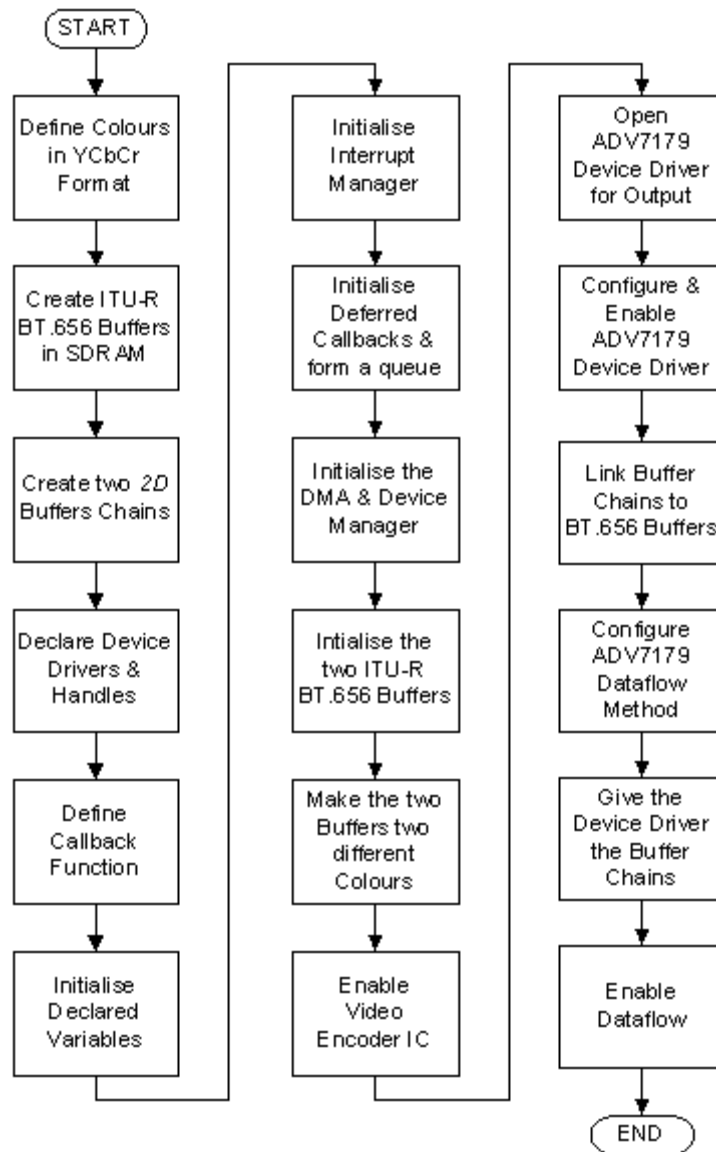 START
Define Colours
in YCbCr
Format
Create ITU-R
BT.656 Buffers
in SDRAM
Create two 2D
Buffers Chains
Declare Device
Drivers &
Handles
Define
Callback
Function
Initialise
Declared
Variables
Initialise
Interrupt
Manager
Initialise
Deferred
Callbacks &
form a queue
Initialise the
DMA & Device
Manager
Intialise the
two ITU-R
BT.656 Buffers
Make the two
Buffers two
different
Colours
Enable
Video
Encoder IC
Open
ADV7179
Device Driver
for Output
Configure &
Enable
ADV7179
Device Driver
Link Buffer
Chains to
BT.656 Buffers
Configure
ADV7179
Dataflow
Method
Give the
Device Driver
the Buffer
Chains
Enable
Dataflow
END